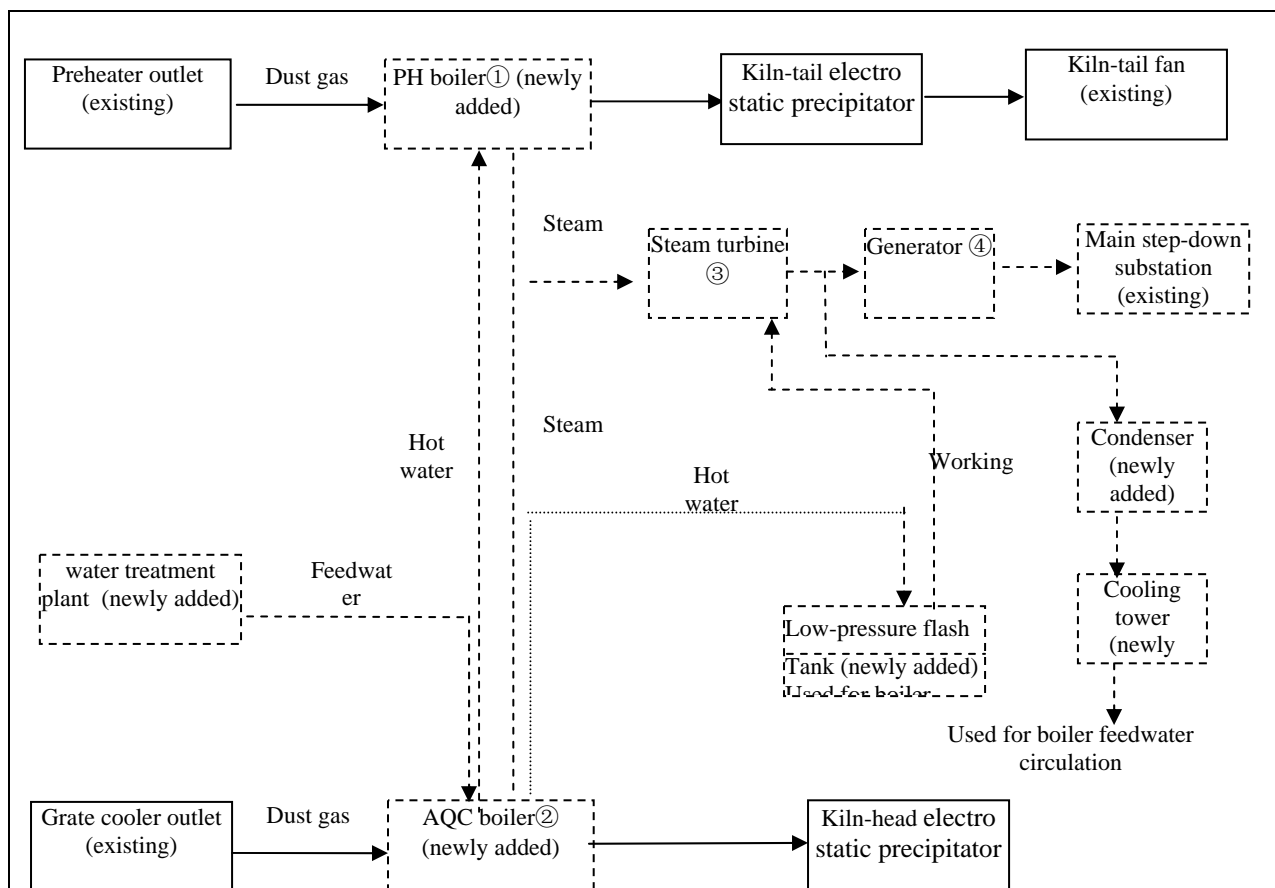 Preheater outlet
(existing)
Dust gas
PH boiler① (newly
added)
Kiln-tail electro
static precipitator
Kiln-tail fan
(existing)
Steam
Steam turbine
③
Generator ④
Main step-down
substation
(existing)
Steam
Hot
water
Hot
water
Working
Condenser
(newly
added)
water treatment
plant (newly added)
Feedwat
er
Low-pressure flash
Tank (newly added)
Used for boiler
Cooling
tower
(newly
Used for boiler feedwater
circulation
Grate cooler outlet
(existing)
Dust gas
AQC boiler②
(newly added)
Kiln-head electro
static precipitator